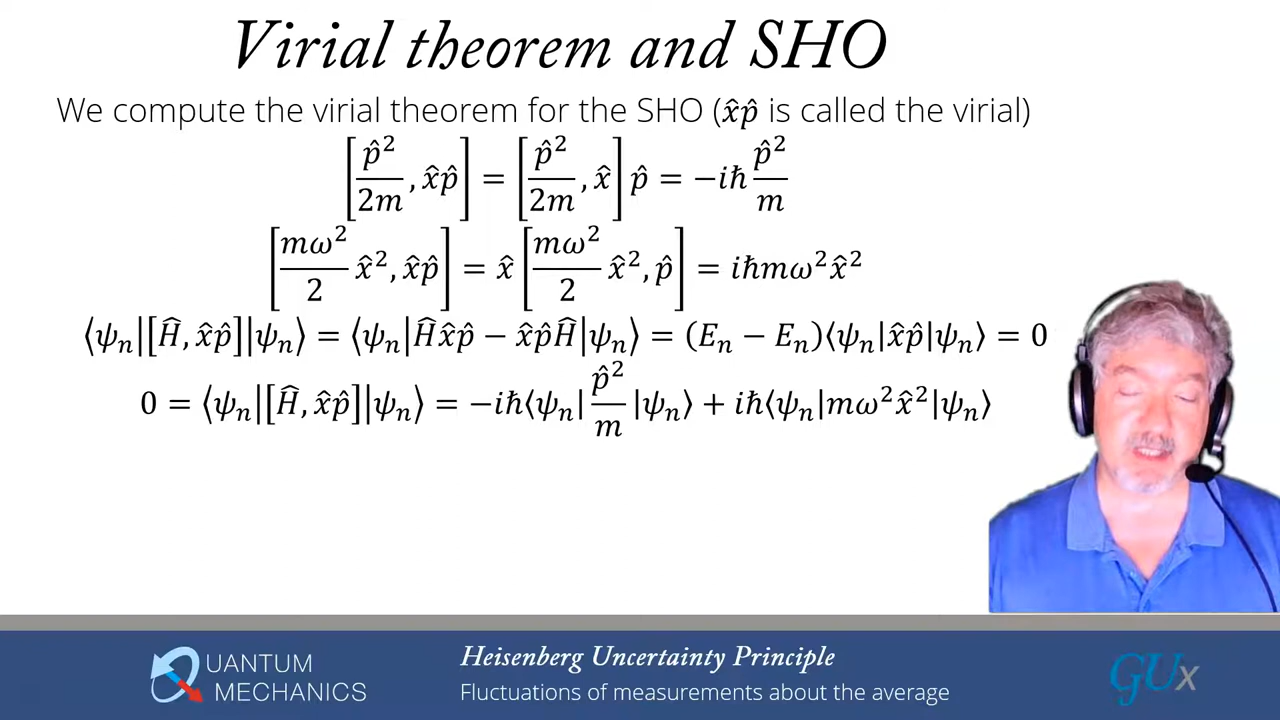 Virial theorem and SHO
We compute the virial theorem for the SHO (x̂p̂ is called the virial)
[p̂²/2m, x̂p̂] = [p̂²/2m, x̂] p̂ = −iħ p̂²/m
[mω²/2 x̂², x̂p̂] = x̂ [mω²/2 x̂², p̂] = iħmω²x̂²
⟨ψₙ|[Ĥ, x̂p̂]|ψₙ⟩ = ⟨ψₙ|Ĥx̂p̂ − x̂p̂Ĥ|ψₙ⟩ = (Eₙ − Eₙ)⟨ψₙ|x̂p̂|ψₙ⟩ = 0
0 = ⟨ψₙ|[Ĥ, x̂p̂]|ψₙ⟩ = −iħ⟨ψₙ| p̂²/m |ψₙ⟩ + iħ⟨ψₙ|mω²x̂²|ψₙ⟩
QUANTUM
MECHANICS
Heisenberg Uncertainty Principle
Fluctuations of measurements about the average
GUx